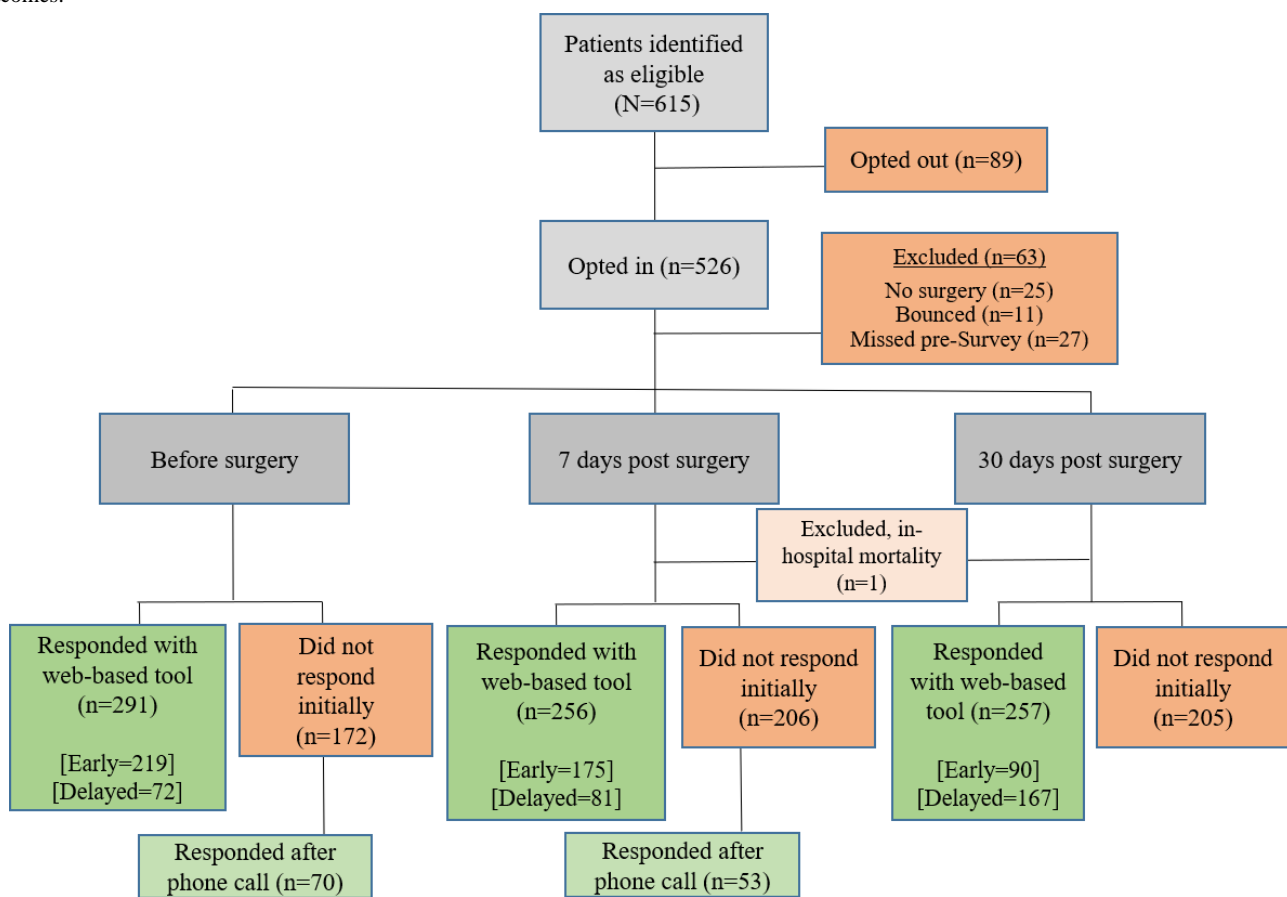 Patients identified
as eligible
(N=615)
Opted out (n=89)
Opted in (n=526)
Excluded (n=63)
No surgery (n=25)
Bounced (n=11)
Missed pre-Survey (n=27)
Before surgery
7 days post surgery
30 days post surgery
Excluded, in-
hospital mortality
(n=1)
Responded with
web-based tool
(n=291)
[Early=219]
[Delayed=72]
Did not
respond
initially
(n=172)
Responded with
web-based tool
(n=256)
[Early=175]
[Delayed=81]
Did not respond
initially
(n=206)
Responded
with web-based
tool (n=257)
[Early=90]
[Delayed=167]
Did not respond
initially
(n=205)
Responded after
phone call (n=70)
Responded after
phone call (n=53)